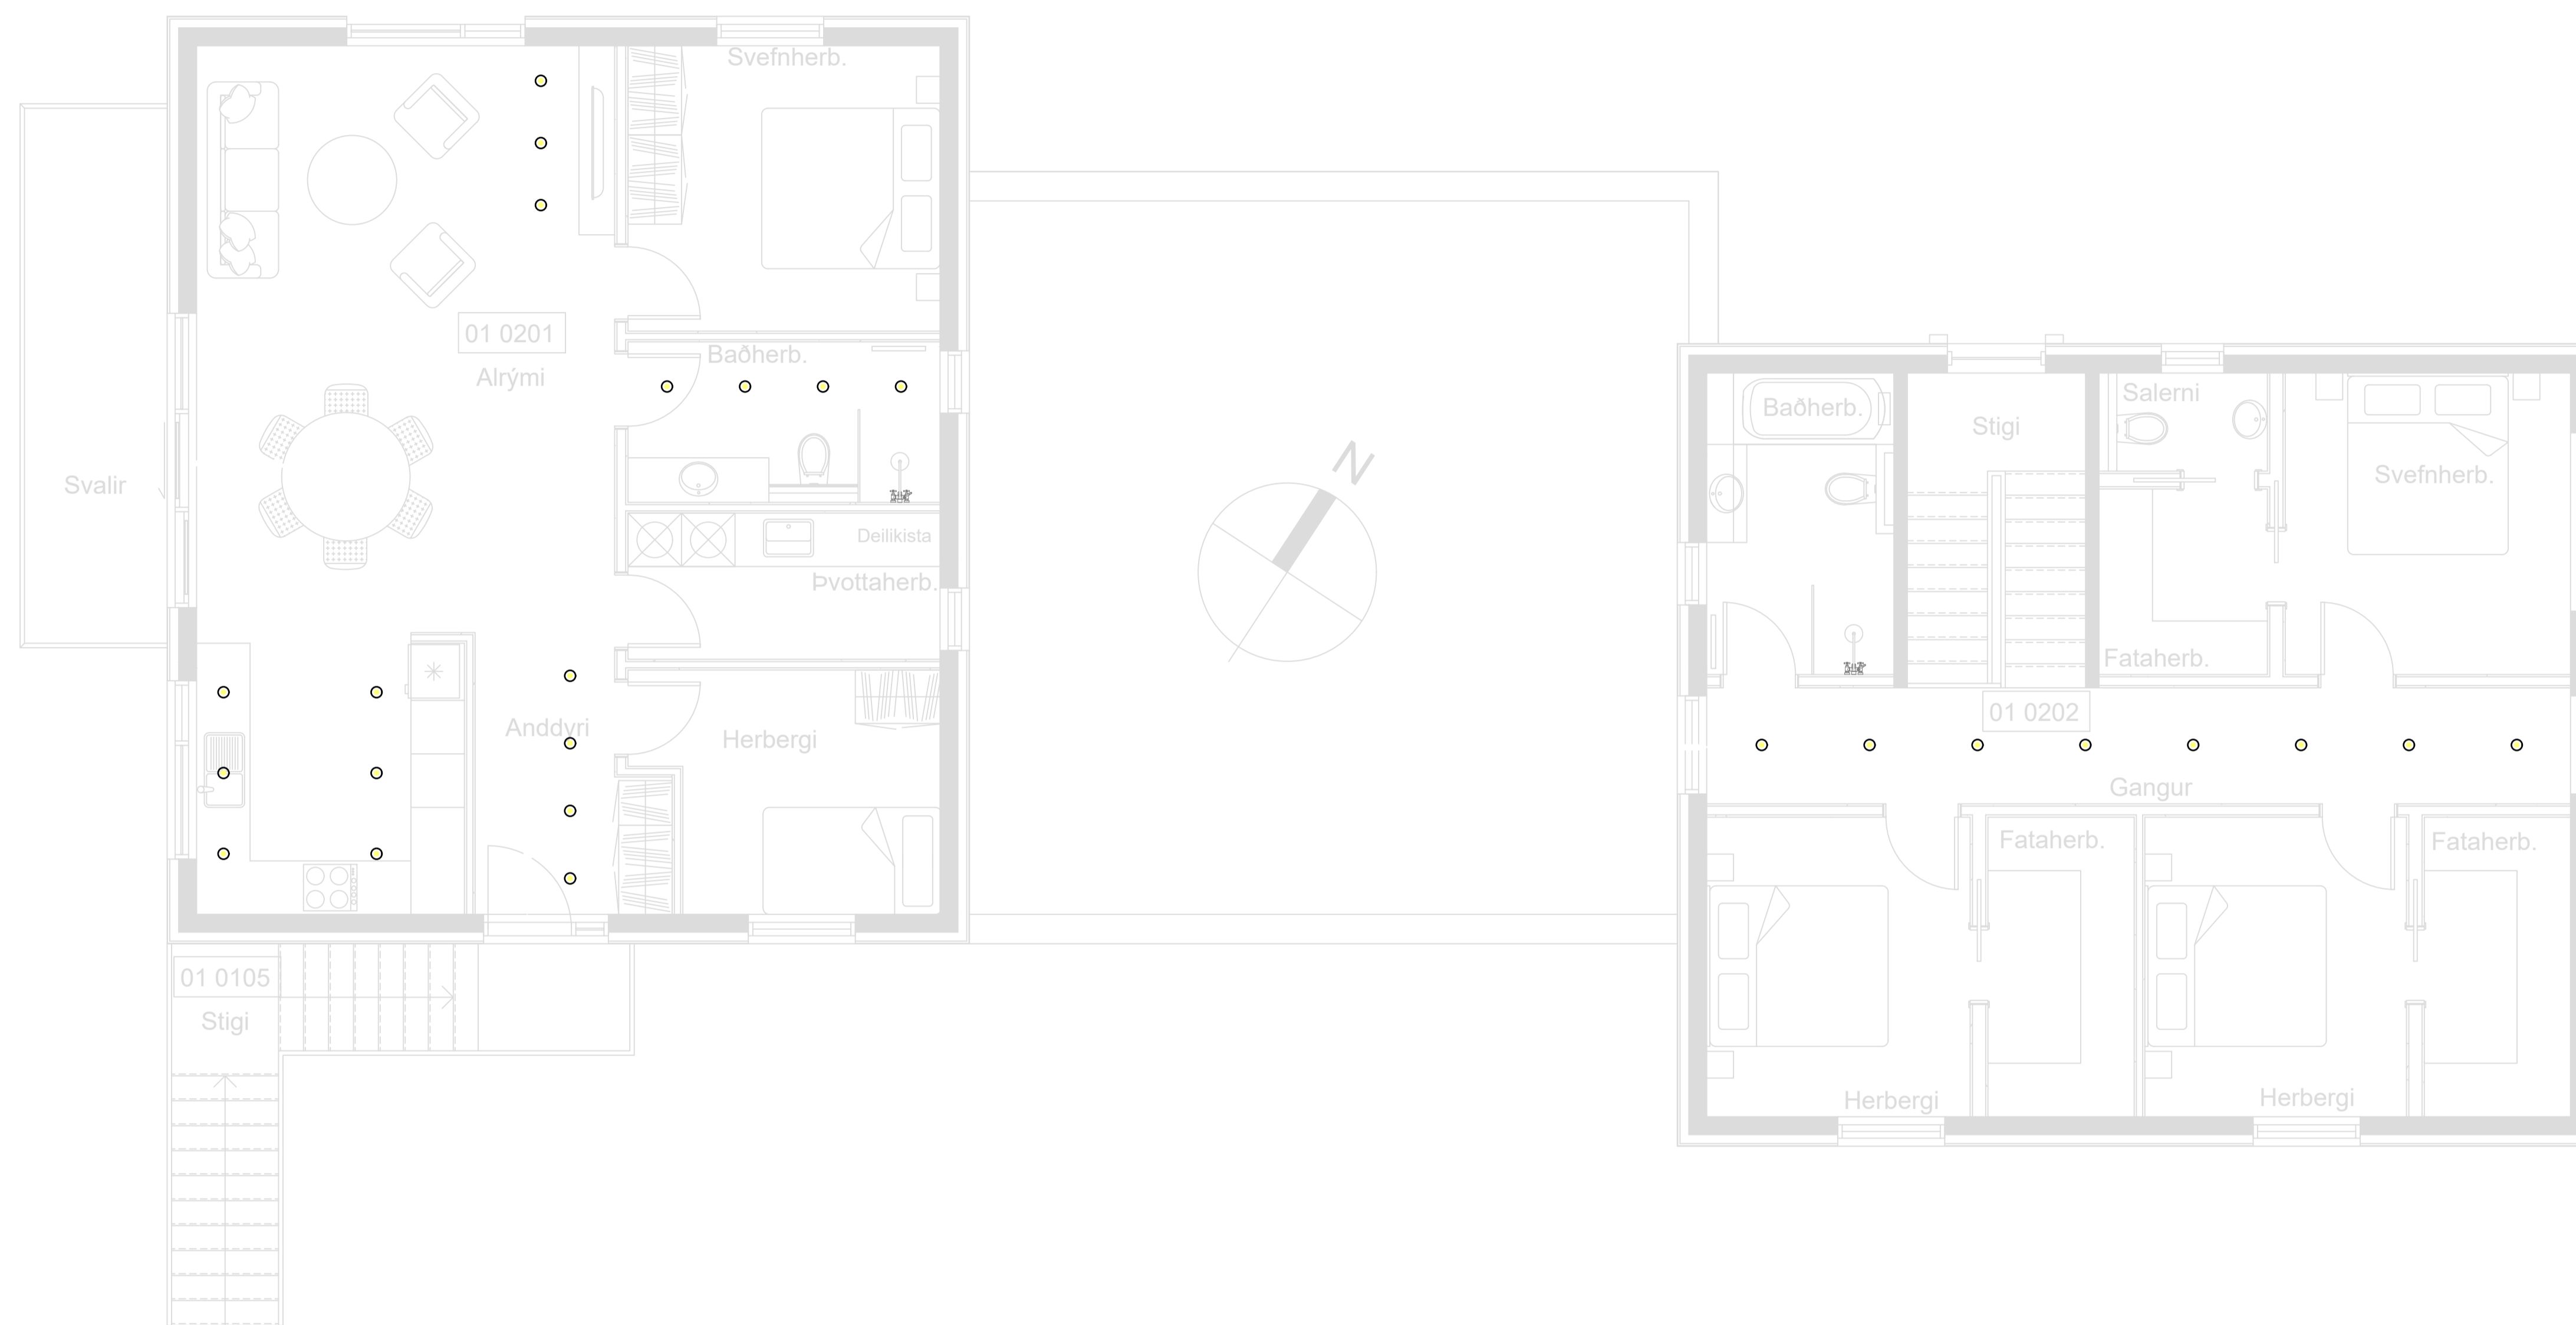 Svefnherb.
01 0201
Alrými
Baðherb.
Svalir
Deilikista
Þvottaherb.
Anddyri
Herbergi
01 0105
Stigi
N
Baðherb.
Stigi
Salerni
Svefnherb.
Fataherb.
01 0202
Gangur
Fataherb.
Fataherb.
Herbergi
Herbergi